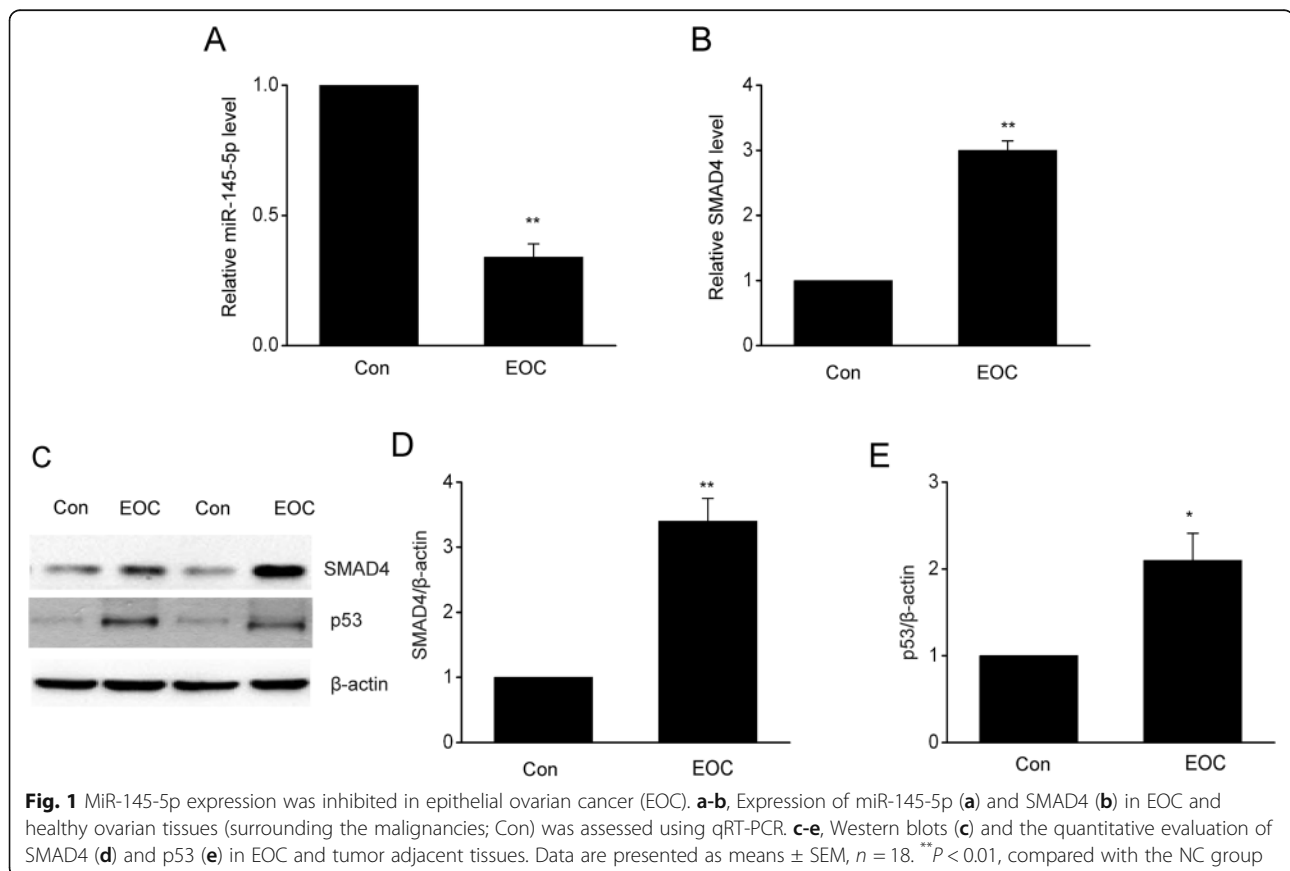 A
Relative miR-145-5p level
1.0
0.5
0.0
**
Con
EOC
B
Relative SMAD4 level
4
3
2
1
0
**
Con
EOC
C
Con EOC Con EOC
SMAD4
p53
β-actin
D
SMAD4/β-actin
4
3
2
1
0
**
Con
EOC
E
p53/β-actin
3
2
1
0
*
Con
EOC
Fig. 1 MiR-145-5p expression was inhibited in epithelial ovarian cancer (EOC). a-b, Expression of miR-145-5p (a) and SMAD4 (b) in EOC and
healthy ovarian tissues (surrounding the malignancies; Con) was assessed using qRT-PCR. c-e, Western blots (c) and the quantitative evaluation of
SMAD4 (d) and p53 (e) in EOC and tumor adjacent tissues. Data are presented as means ± SEM, n = 18. **P < 0.01, compared with the NC group